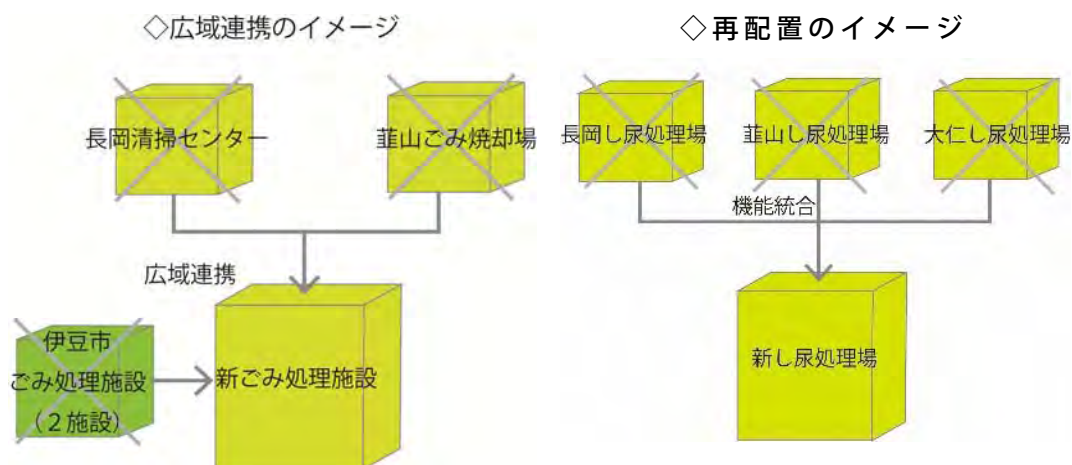 ◇広域連携のイメージ
長岡清掃センター
韮山ごみ焼却場
広域連携
伊豆市
ごみ処理施設
（２施設）
新ごみ処理施設
◇再配置のイメージ
長岡し尿処理場
韮山し尿処理場
大仁し尿処理場
機能統合
新し尿処理場